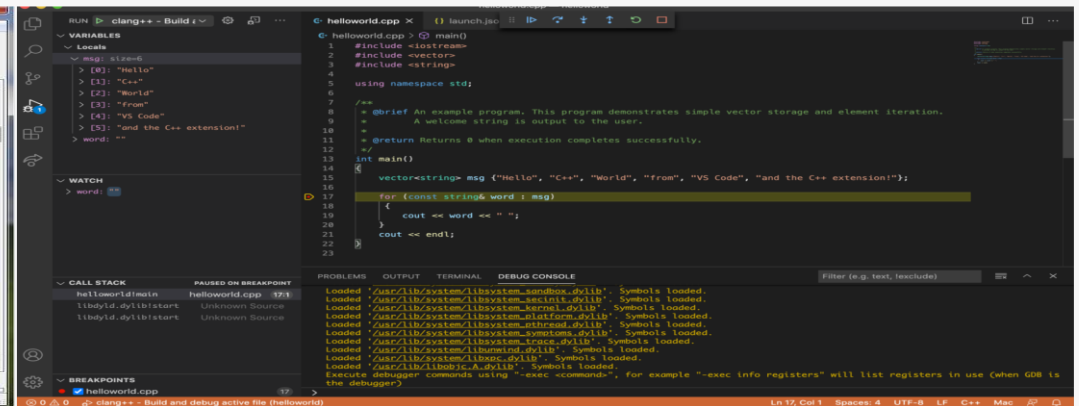 RUN clang++ - Build a
VARIABLES
Locals
msg: size=6
[0]: "Hello"
[1]: "C++"
[2]: "World"
[3]: "from"
[4]: "VS Code"
[5]: "and the C++ extension!"
word: ""
WATCH
word: ""
CALL STACK PAUSED ON BREAKPOINT
helloworld!main helloworld.cpp 17:1
libdyld.dylib!start Unknown Source
libdyld.dylib!start Unknown Source
BREAKPOINTS
helloworld.cpp 17
helloworld.cpp {} launch.jso
helloworld.cpp > main()
1 #include <iostream>
2 #include <vector>
3 #include <string>
4
5 using namespace std;
6
7 /**
8 * @brief An example program. This program demonstrates simple vector storage and element iteration.
9 * A welcome string is output to the user.
10 *
11 * @return Returns 0 when execution completes successfully.
12 */
13 int main()
14 {
15 vector<string> msg {"Hello", "C++", "World", "from", "VS Code", "and the C++ extension!"};
16
17 for (const string& word : msg)
18 {
19 cout << word << " ";
20 }
21 cout << endl;
22 }
23
PROBLEMS OUTPUT TERMINAL DEBUG CONSOLE Filter (e.g. text, !exclude)
Loaded '/usr/lib/system/libsystem_sandbox.dylib'. Symbols loaded.
Loaded '/usr/lib/system/libsystem_secinit.dylib'. Symbols loaded.
Loaded '/usr/lib/system/libsystem_kernel.dylib'. Symbols loaded.
Loaded '/usr/lib/system/libsystem_platform.dylib'. Symbols loaded.
Loaded '/usr/lib/system/libsystem_pthread.dylib'. Symbols loaded.
Loaded '/usr/lib/system/libsystem_symptoms.dylib'. Symbols loaded.
Loaded '/usr/lib/system/libsystem_trace.dylib'. Symbols loaded.
Loaded '/usr/lib/system/libunwind.dylib'. Symbols loaded.
Loaded '/usr/lib/system/libxpc.dylib'. Symbols loaded.
Loaded '/usr/lib/libobjc.A.dylib'. Symbols loaded.
Execute debugger commands using "-exec <command>", for example "-exec info registers" will list registers in use (when GDB is
the debugger)
>
0 0 clang++ - Build and debug active file (helloworld) Ln 17, Col 1 Spaces: 4 UTF-8 LF C++ Mac